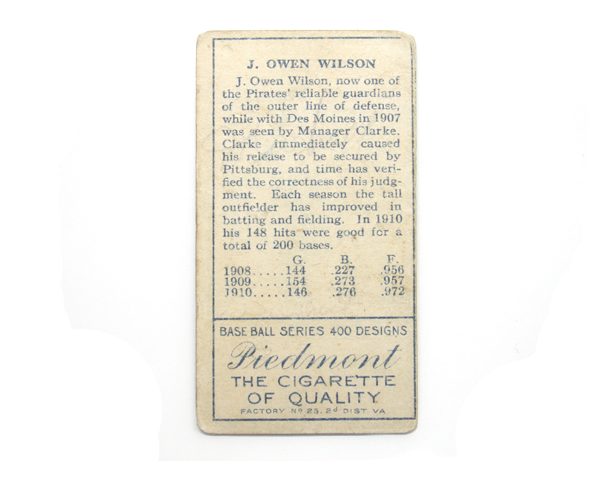 J. OWEN WILSON
J. Owen Wilson, now one of
the Pirates' reliable guardians
of the outer line of defense,
while with Des Moines in 1907
was seen by Manager Clarke.
Clarke immediately caused
his release to be secured by
Pittsburg, and time has veri-
fied the correctness of his judg-
ment. Each season the tall
outfielder has improved in
batting and fielding. In 1910
his 148 hits were good for a
total of 200 bases.
G. B. F.
1908.....144 .227 .956
1909.....154 .273 .957
1910.....146 .276 .972
BASE BALL SERIES 400 DESIGNS
Piedmont
THE CIGARETTE
OF QUALITY
FACTORY No 25, 2d DIST VA